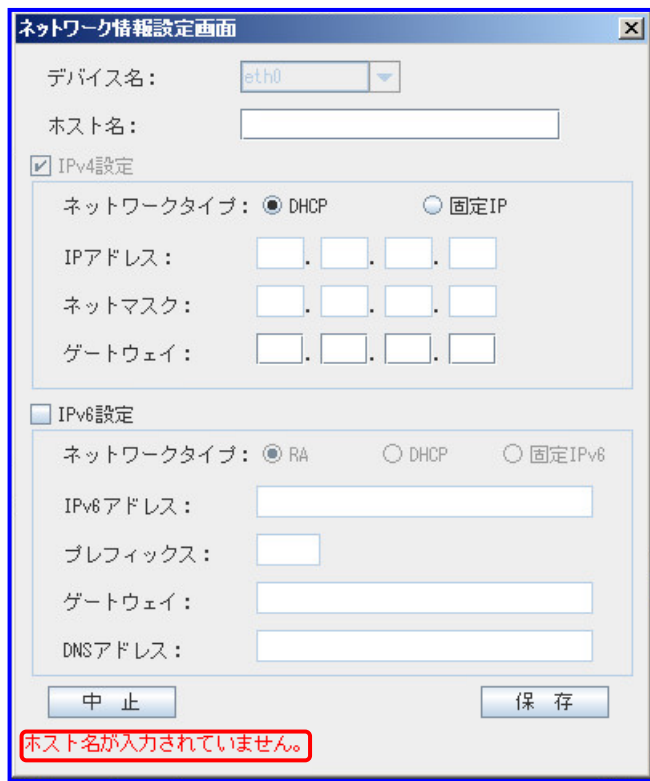 ネットワーク情報設定画面
デバイス名： eth0
ホスト名：
IPv4設定
ネットワークタイプ： DHCP 固定IP
IPアドレス： . . .
ネットマスク： . . .
ゲートウェイ： . . .
IPv6設定
ネットワークタイプ： RA DHCP 固定IPv6
IPv6アドレス：
プレフィックス：
ゲートウェイ：
DNSアドレス：
中 止 保 存
ホスト名が入力されていません。